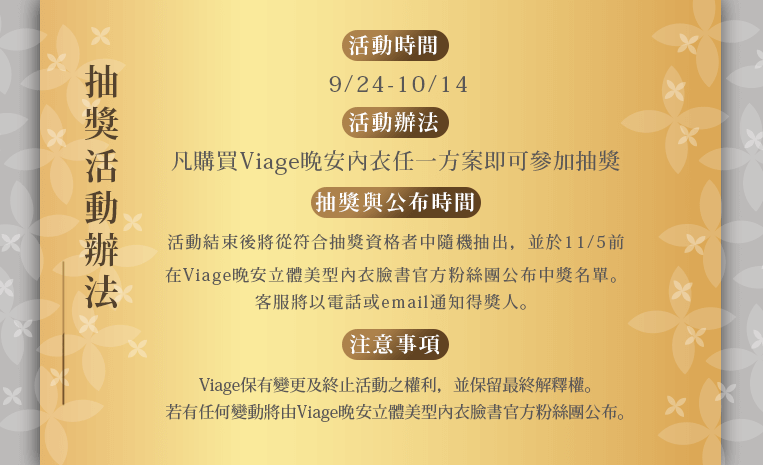 抽獎活動辦法
活動時間
9/24-10/14
活動辦法
凡購買Viage晚安內衣任一方案即可參加抽獎
抽獎與公布時間
活動結束後將從符合抽獎資格者中隨機抽出，並於11/5前
在Viage晚安立體美型內衣臉書官方粉絲團公布中獎名單。
客服將以電話或email通知得獎人。
注意事項
Viage保有變更及終止活動之權利，並保留最終解釋權。
若有任何變動將由Viage晚安立體美型內衣臉書官方粉絲團公布。